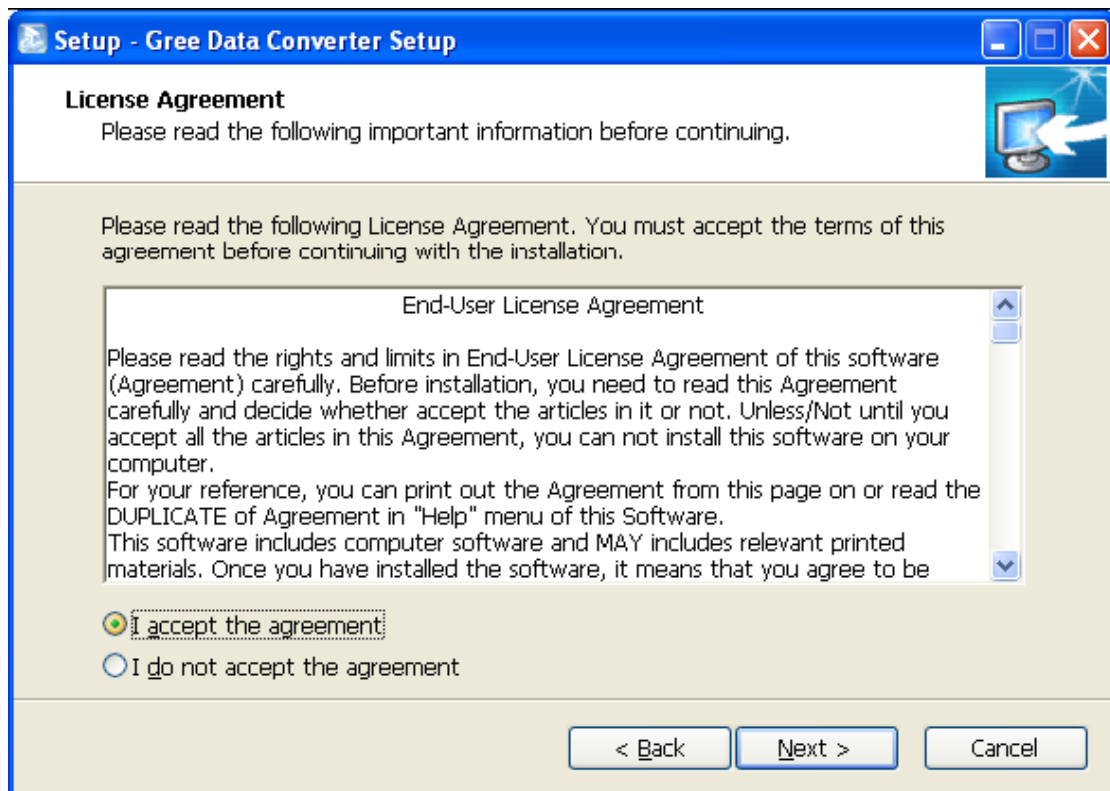 Setup - Gree Data Converter Setup
License Agreement
Please read the following important information before continuing.
Please read the following License Agreement. You must accept the terms of this
agreement before continuing with the installation.
End-User License Agreement
Please read the rights and limits in End-User License Agreement of this software
(Agreement) carefully. Before installation, you need to read this Agreement
carefully and decide whether accept the articles in it or not. Unless/Not until you
accept all the articles in this Agreement, you can not install this software on your
computer.
For your reference, you can print out the Agreement from this page on or read the
DUPLICATE of Agreement in "Help" menu of this Software.
This software includes computer software and MAY includes relevant printed
materials. Once you have installed the software, it means that you agree to be
I accept the agreement
I do not accept the agreement
< Back Next > Cancel